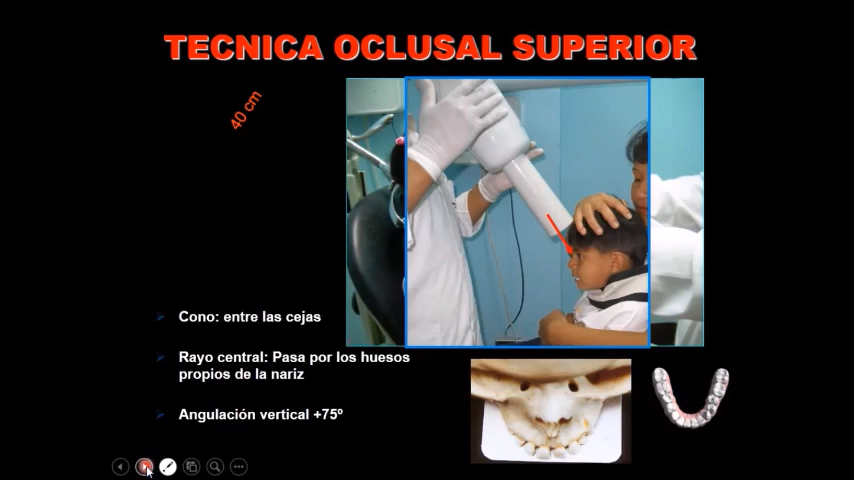 TECNICA OCLUSAL SUPERIOR
40 cm
Cono: entre las cejas
Rayo central: Pasa por los huesos
propios de la nariz
Angulación vertical +75º